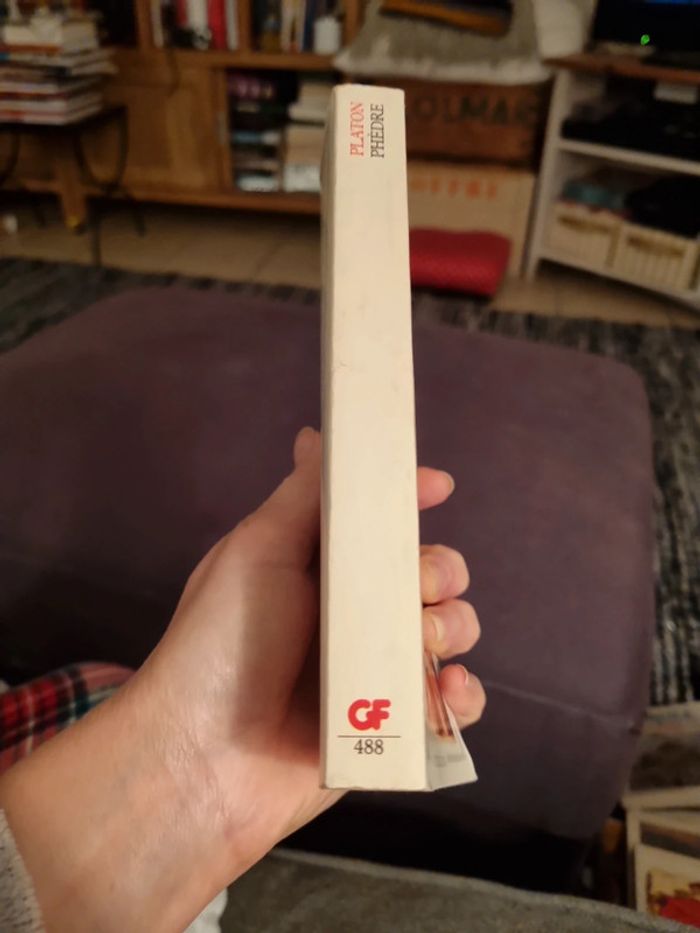 PLATON
PHÈDRE
GF
488